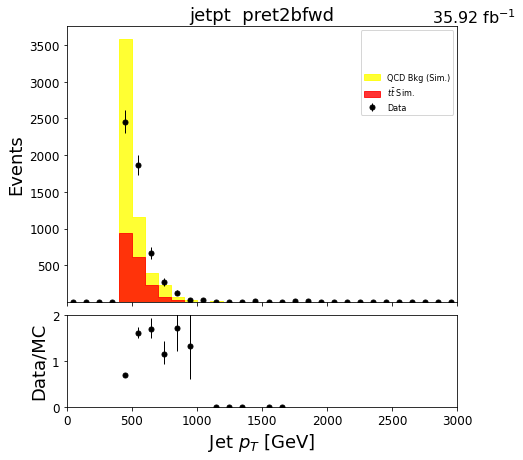 jetpt pret2bfwd
35.92 fb⁻¹
QCD Bkg (Sim.)
tt̄ Sim.
Data
Events
3500
3000
2500
2000
1500
1000
500
Data/MC
2
1
0
0 500 1000 1500 2000 2500 3000
Jet p_T [GeV]